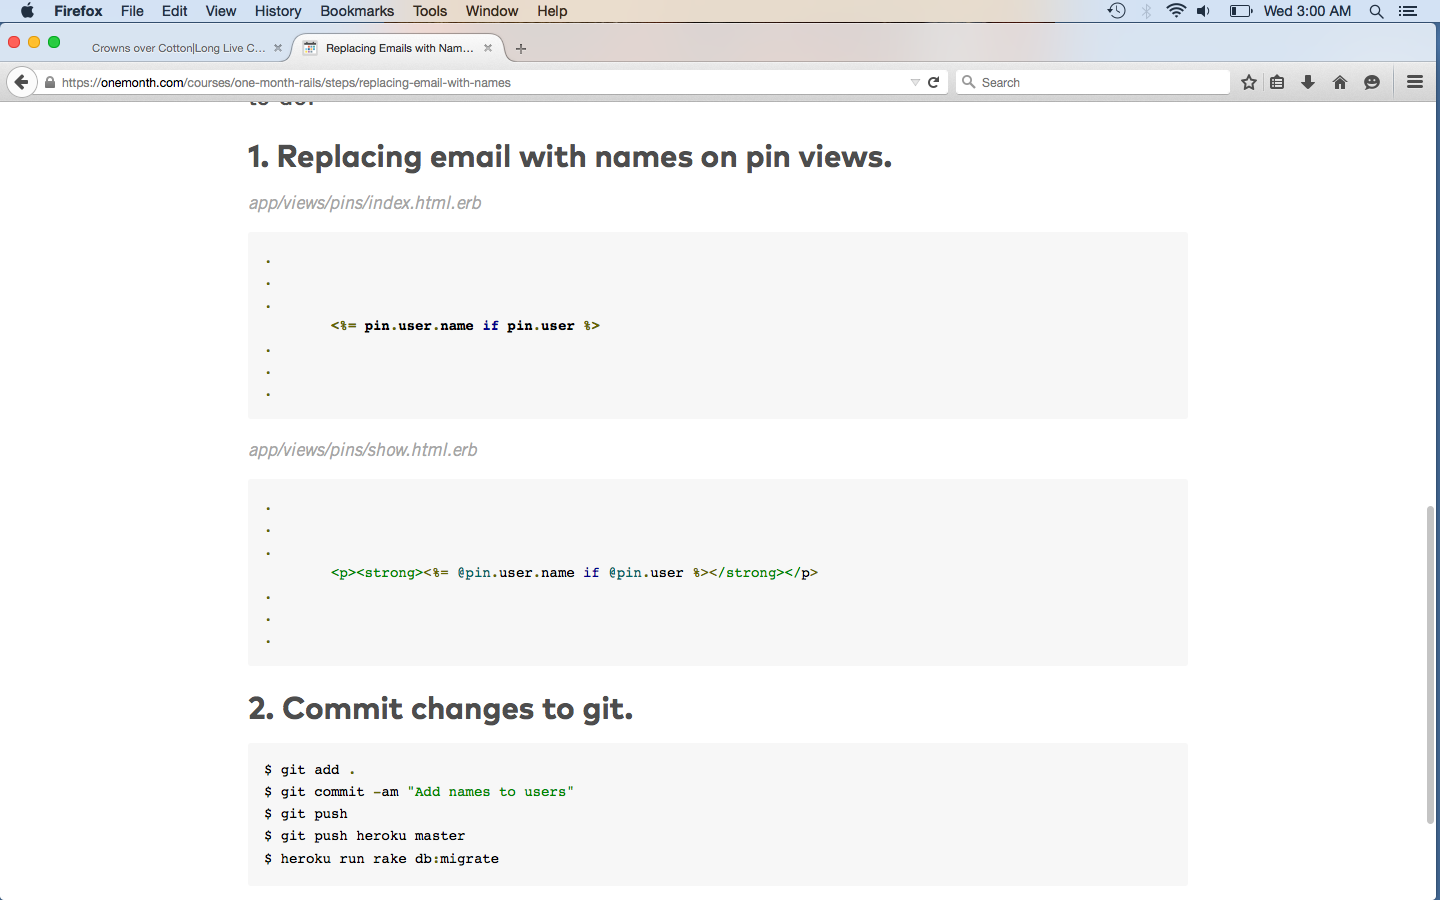 Firefox File Edit View History Bookmarks Tools Window Help Wed 3:00 AM
Crowns over Cotton|Long Live C... Replacing Emails with Nam...
https://onemonth.com/courses/one-month-rails/steps/replacing-email-with-names Search
1. Replacing email with names on pin views.
app/views/pins/index.html.erb
.
.
.
<%= pin.user.name if pin.user %>
.
.
.
app/views/pins/show.html.erb
.
.
.
<p><strong><%= @pin.user.name if @pin.user %></strong></p>
.
.
.
2. Commit changes to git.
$ git add .
$ git commit -am "Add names to users"
$ git push
$ git push heroku master
$ heroku run rake db:migrate